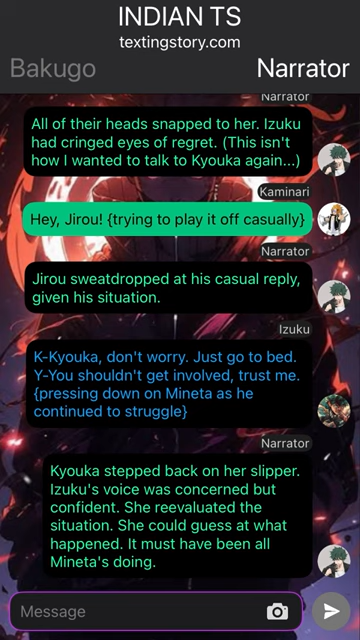 INDIAN TS
textingstory.com
Bakugo
Narrator
Narrator
All of their heads snapped to her. Izuku
had cringed eyes of regret. (This isn't
how I wanted to talk to Kyouka again...)
Kaminari
Hey, Jirou! {trying to play it off casually}
Narrator
Jirou sweatdropped at his casual reply,
given his situation.
Izuku
K-Kyouka, don't worry. Just go to bed.
Y-You shouldn't get involved, trust me.
{pressing down on Mineta as he
continued to struggle}
Narrator
Kyouka stepped back on her slipper.
Izuku's voice was concerned but
confident. She reevaluated the
situation. She could guess at what
happened. It must have been all
Mineta's doing.
Message